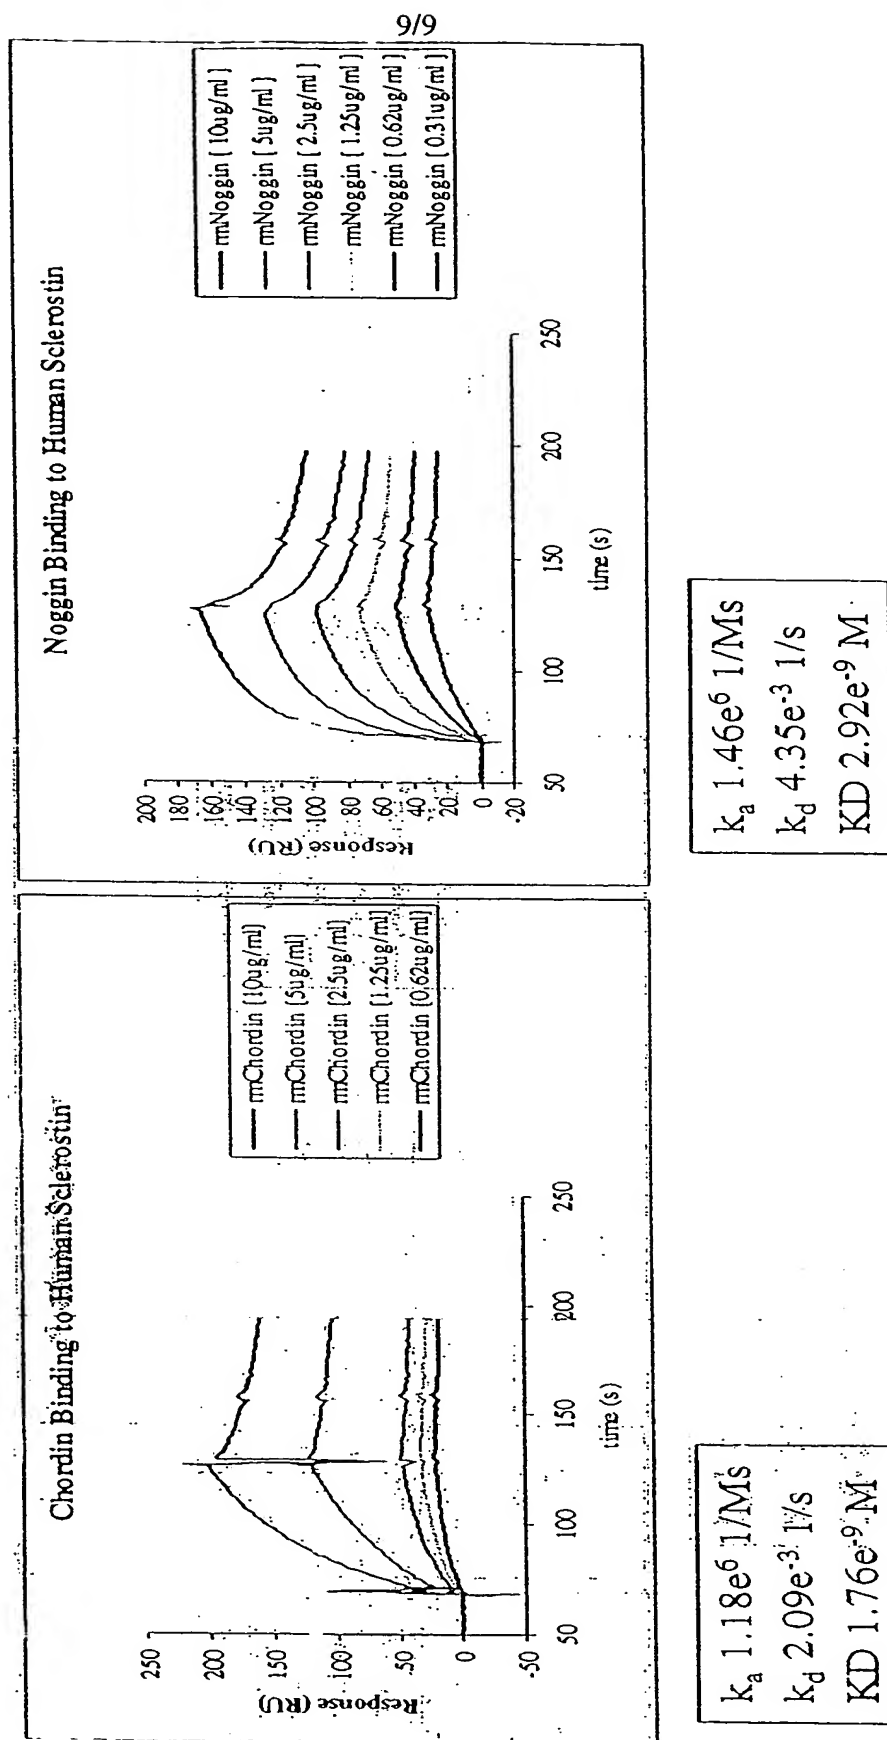 9/9
Chordin Binding to Human Sclerostin
Response (RU)
250
200
150
100
50
0
-50
50
100
150
200
250
time (s)
rmChordin [10ug/ml]
rmChordin [5ug/ml]
rmChordin [2.5ug/ml]
rmChordin [1.25ug/ml]
rmChordin [0.62ug/ml]
ka 1.18e⁶ 1/Ms
kd 2.09e⁻³ 1/s
KD 1.76e⁻⁹ M
Noggin Binding to Human Sclerostin
Response (RU)
200
180
160
140
120
100
80
60
40
20
0
-20
50
100
150
200
250
time (s)
rmNoggin [10ug/ml]
rmNoggin [5ug/ml]
rmNoggin [2.5ug/ml]
rmNoggin [1.25ug/ml]
rmNoggin [0.62ug/ml]
rmNoggin [0.31ug/ml]
ka 1.46e⁶ 1/Ms
kd 4.35e⁻³ 1/s
KD 2.92e⁻⁹ M